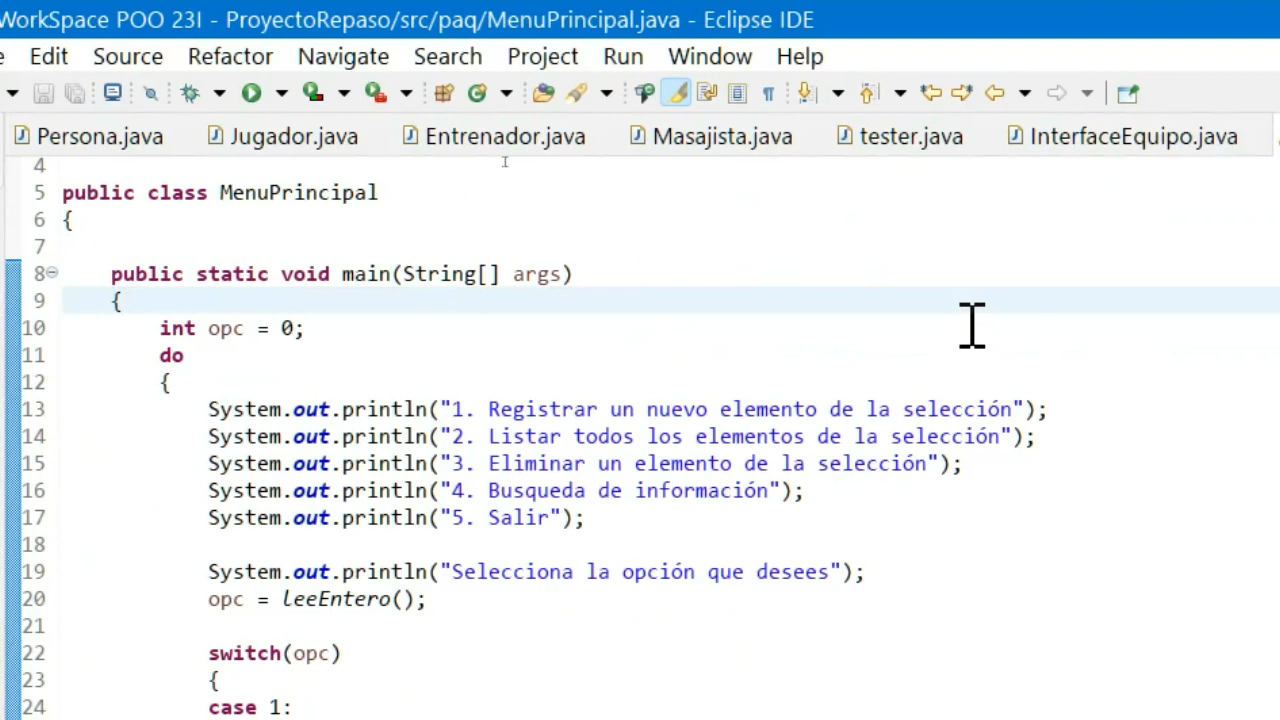 WorkSpace POO 23I - ProyectoRepaso/src/paq/MenuPrincipal.java - Eclipse IDE
e Edit Source Refactor Navigate Search Project Run Window Help
Persona.java Jugador.java Entrenador.java Masajista.java tester.java InterfaceEquipo.java
4
5 public class MenuPrincipal
6 {
7
8 public static void main(String[] args)
9 {
10 int opc = 0;
11 do
12 {
13 System.out.println("1. Registrar un nuevo elemento de la selección");
14 System.out.println("2. Listar todos los elementos de la selección");
15 System.out.println("3. Eliminar un elemento de la selección");
16 System.out.println("4. Busqueda de información");
17 System.out.println("5. Salir");
18
19 System.out.println("Selecciona la opción que desees");
20 opc = leeEntero();
21
22 switch(opc)
23 {
24 case 1: